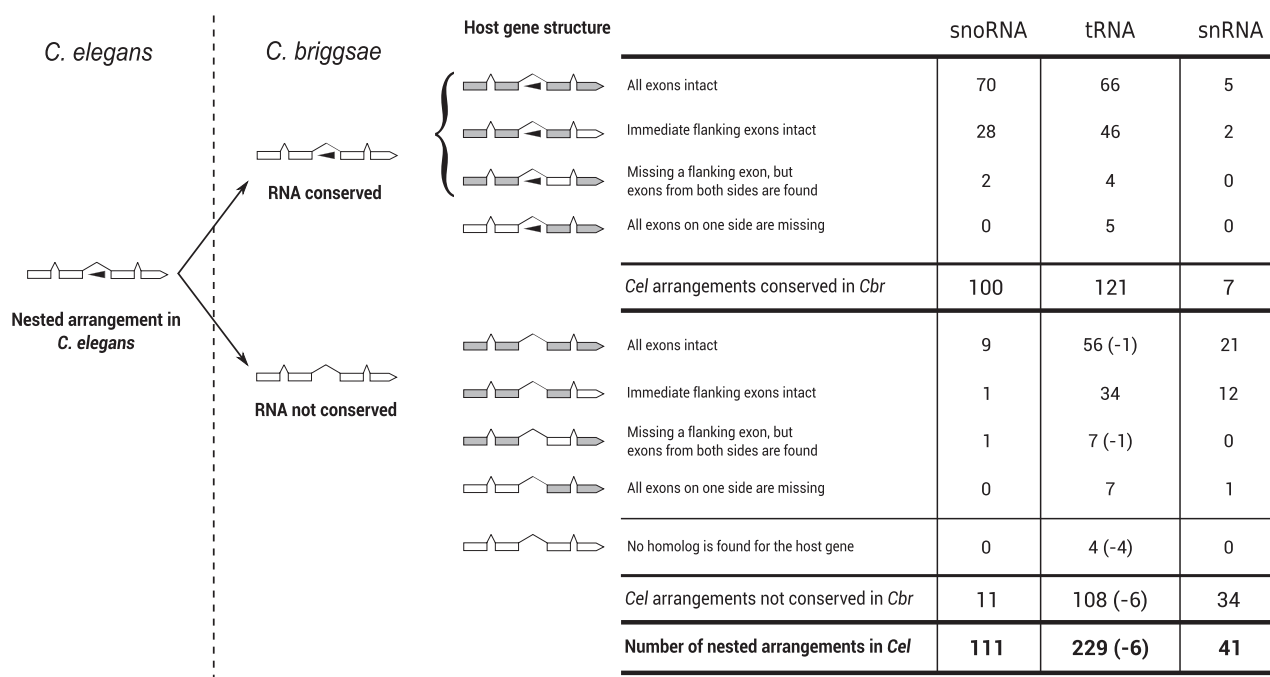 C. elegans
C. briggsae
Host gene structure
snoRNA tRNA snRNA
All exons intact 70 66 5
Immediate flanking exons intact 28 46 2
Missing a flanking exon, but
exons from both sides are found 2 4 0
RNA conserved
All exons on one side are missing 0 5 0
Cel arrangements conserved in Cbr 100 121 7
Nested arrangement in
C. elegans
All exons intact 9 56 (-1) 21
Immediate flanking exons intact 1 34 12
RNA not conserved
Missing a flanking exon, but
exons from both sides are found 1 7 (-1) 0
All exons on one side are missing 0 7 1
No homolog is found for the host gene 0 4 (-4) 0
Cel arrangements not conserved in Cbr 11 108 (-6) 34
Number of nested arrangements in Cel 111 229 (-6) 41